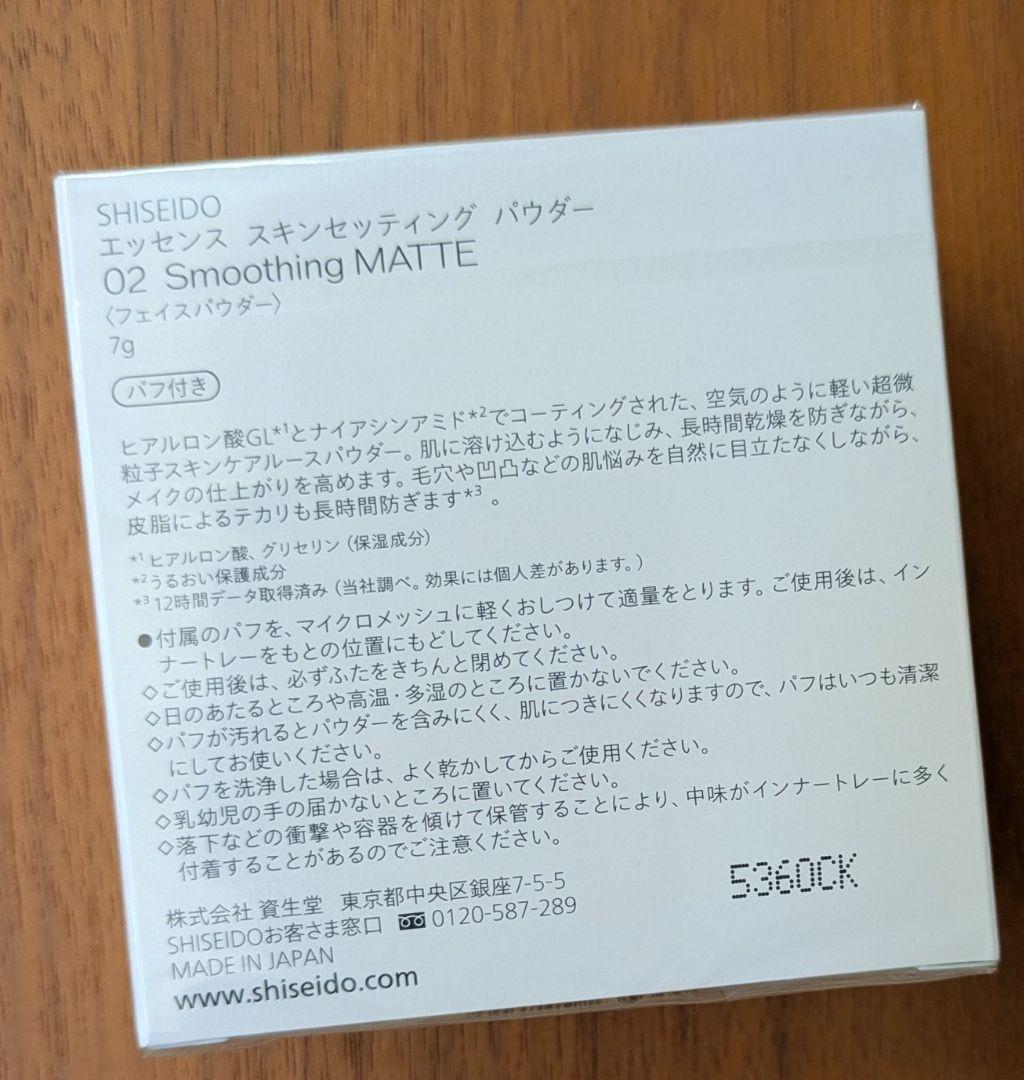 SHISEIDO
エッセンス スキンセッティング パウダー
02 Smoothing MATTE
〈フェイスパウダー〉
7g
パフ付き
ヒアルロン酸GL*1とナイアシンアミド*2でコーティングされた、空気のように軽い超微
粒子スキンケアルースパウダー。肌に溶け込むようになじみ、長時間乾燥を防ぎながら、
メイクの仕上がりを高めます。毛穴や凹凸などの肌悩みを自然に目立たなくしながら、
皮脂によるテカリも長時間防ぎます*3。
*1 ヒアルロン酸、グリセリン（保湿成分）
*2うるおい保護成分
*3 12時間データ取得済み（当社調べ。効果には個人差があります。）
●付属のパフを、マイクロメッシュに軽くおしつけて適量をとります。ご使用後は、イン
ナートレーをもとの位置にもどしてください。
◇ご使用後は、必ずふたをきちんと閉めてください。
◇日のあたるところや高温・多湿のところに置かないでください。
◇パフが汚れるとパウダーを含みにくく、肌につきにくくなりますので、パフはいつも清潔
にしてお使いください。
◇パフを洗浄した場合は、よく乾かしてからご使用ください。
◇乳幼児の手の届かないところに置いてください。
◇落下などの衝撃や容器を傾けて保管することにより、中味がインナートレーに多く
付着することがあるのでご注意ください。
株式会社 資生堂 東京都中央区銀座7-5-5
SHISEIDOお客さま窓口 0120-587-289
MADE IN JAPAN
www.shiseido.com
5360CK